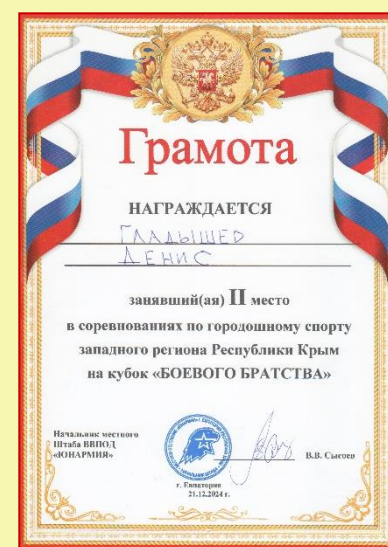 Грамота
НАГРАЖДАЕТСЯ
ГЛАДЫШЕВ
ДЕНИС
занявший(ая) II место
в соревнованиях по городошному спорту
западного региона Республики Крым
на кубок «БОЕВОГО БРАТСТВА»
Начальник местного
Штаба ВВПОД
«ЮНАРМИЯ»
В.В. Сысоев
г. Евпатория
21.12.2024 г.